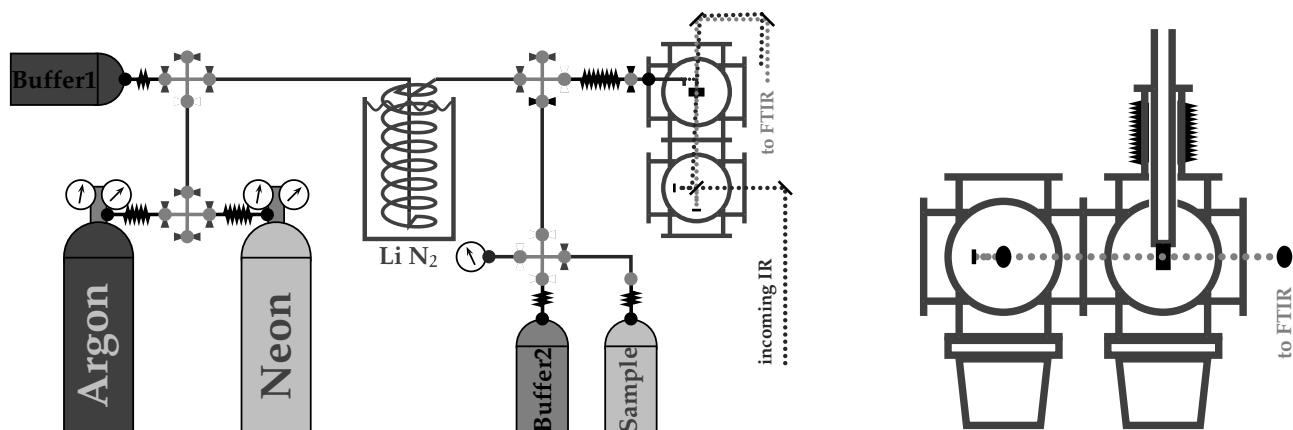 Buffer1
Argon
Neon
Li N2
Buffer2
Sample
incoming IR
to FTIR
to FTIR